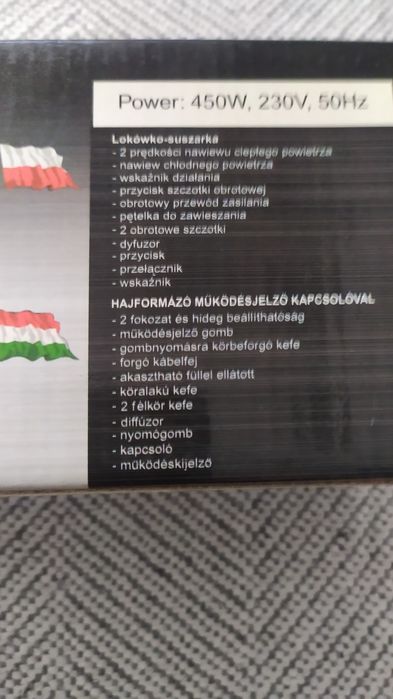 Power: 450W, 230V, 50Hz
Lokówko-suszarka
- 2 prędkości nawiewu ciepłego powietrza
- nawiew chłodnego powietrza
- wskaźnik działania
- przycisk szczotki obrotowej
- obrotowy przewód zasilania
- pętelka do zawieszania
- 2 obrotowe szczotki
- dyfuzor
- przycisk
- przełącznik
- wskaźnik
HAJFORMÁZÓ MŰKÖDÉSJELZŐ KAPCSOLÓVAL
- 2 fokozat és hideg beállíthatóság
- működésjelző gomb
- gombnyomásra körbeforgó kefe
- forgó kábelfej
- akasztható füllel ellátott
- köralakú kefe
- 2 félkör kefe
- diffúzor
- nyomógomb
- kapcsoló
- működéskijelző